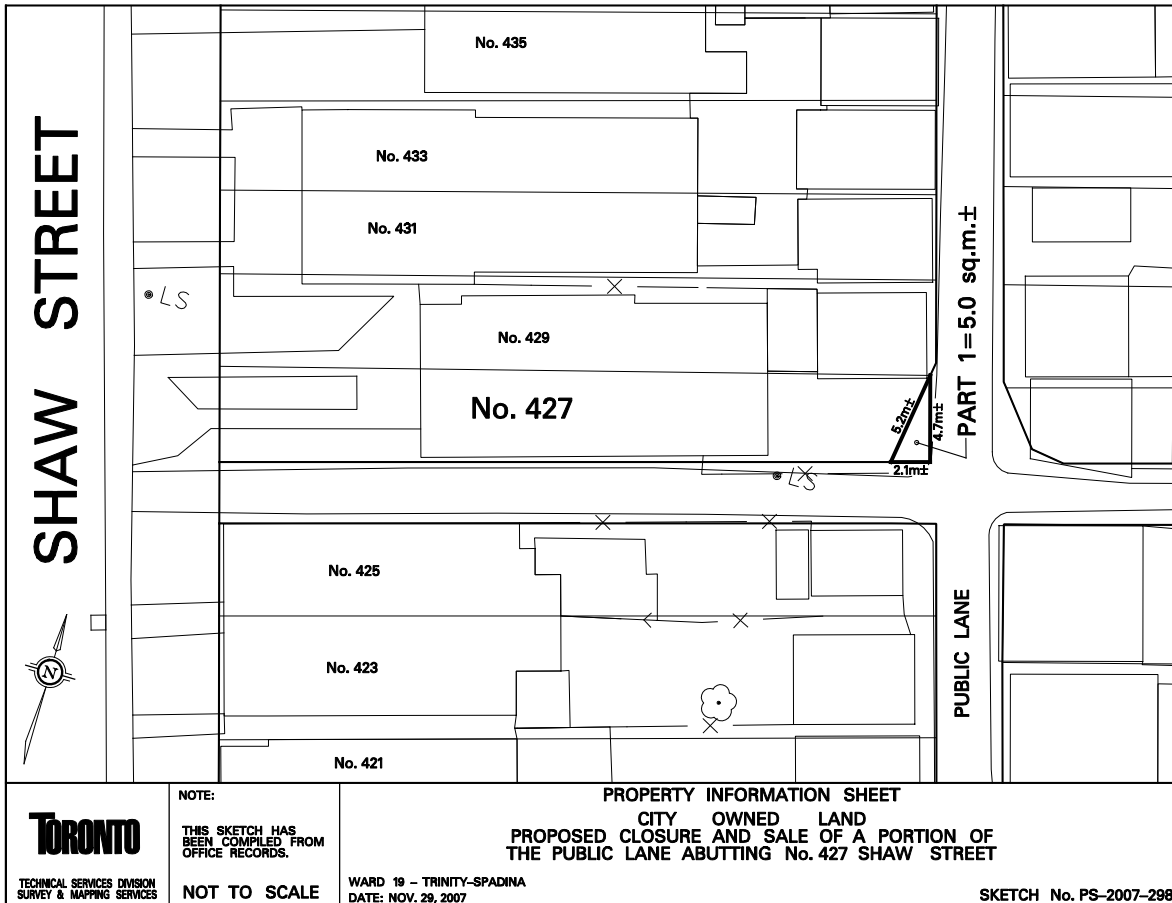 No. 435
No. 433
No. 431
LS
No. 429
No. 427
SHAW STREET
PART 1=5.0 sq.m.±
5.2m±
4.7m±
2.1m±
LS
No. 425
No. 423
No. 421
PUBLIC LANE
N
TORONTO
TECHNICAL SERVICES DIVISION
SURVEY & MAPPING SERVICES
NOTE:
THIS SKETCH HAS
BEEN COMPILED FROM
OFFICE RECORDS.
NOT TO SCALE
PROPERTY INFORMATION SHEET
CITY OWNED LAND
PROPOSED CLOSURE AND SALE OF A PORTION OF
THE PUBLIC LANE ABUTTING No. 427 SHAW STREET
WARD 19 – TRINITY–SPADINA
DATE: NOV. 29, 2007
SKETCH No. PS–2007–298